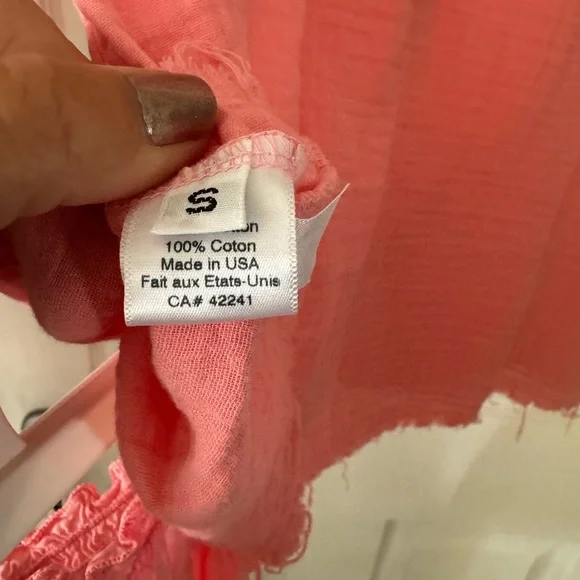 S
100% Coton
Made in USA
Fait aux Etats-Unis
CA# 42241